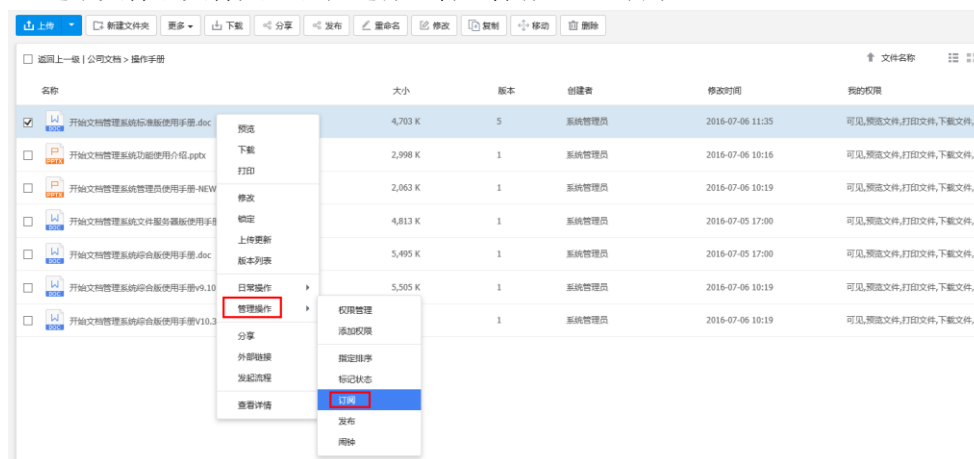 上传 新建文件夹 更多 下载 分享 发布 重命名 修改 复制 移动 删除
返回上一级 | 公司文档 > 操作手册 文件名称
名称 大小 版本 创建者 修改时间 我的权限
DOC 开始文档管理系统标准版使用手册.doc 4,703 K 5 系统管理员 2016-07-06 11:35 可见,预览文件,打印文件,下载文件,
PPTX 开始文档管理系统功能使用介绍.pptx 2,998 K 1 系统管理员 2016-07-06 10:16 可见,预览文件,打印文件,下载文件,
PPTX 开始文档管理系统管理员使用手册-NEW 2,063 K 1 系统管理员 2016-07-06 10:19 可见,预览文件,打印文件,下载文件,
DOC 开始文档管理系统文件服务器版使用手册 4,813 K 1 系统管理员 2016-07-05 17:00 可见,预览文件,打印文件,下载文件,
DOC 开始文档管理系统综合版使用手册.doc 5,495 K 1 系统管理员 2016-07-05 17:00 可见,预览文件,打印文件,下载文件,
DOC 开始文档管理系统综合版使用手册v9.10 5,505 K 1 系统管理员 2016-07-06 10:19 可见,预览文件,打印文件,下载文件,
DOC 开始文档管理系统综合版使用手册V10.3 1 系统管理员 2016-07-06 10:19 可见,预览文件,打印文件,下载文件,
预览
下载
打印
修改
锁定
上传更新
版本列表
日常操作
管理操作
分享
外部链接
发起流程
查看详情
权限管理
添加权限
指定排序
标记状态
订阅
发布
闹钟